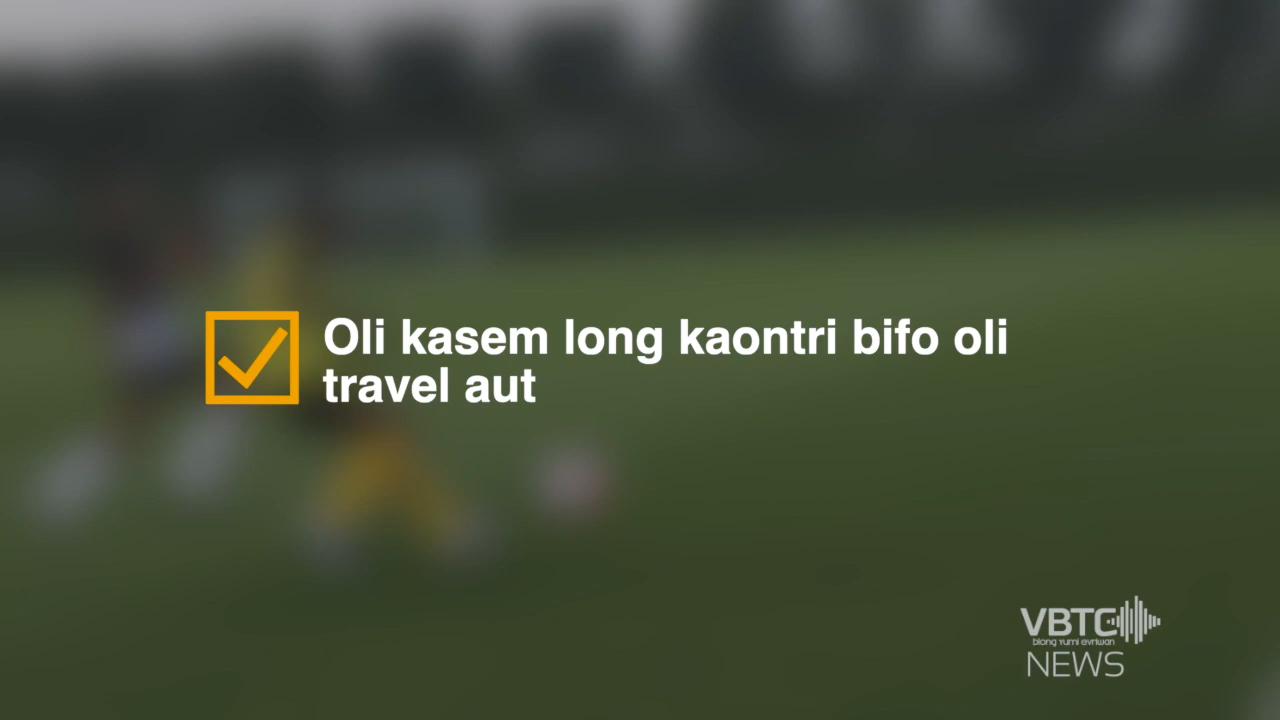 Oli kasem long kaontri bifo oli
travel aut
VBTC
blong yumi evriwan
NEWS